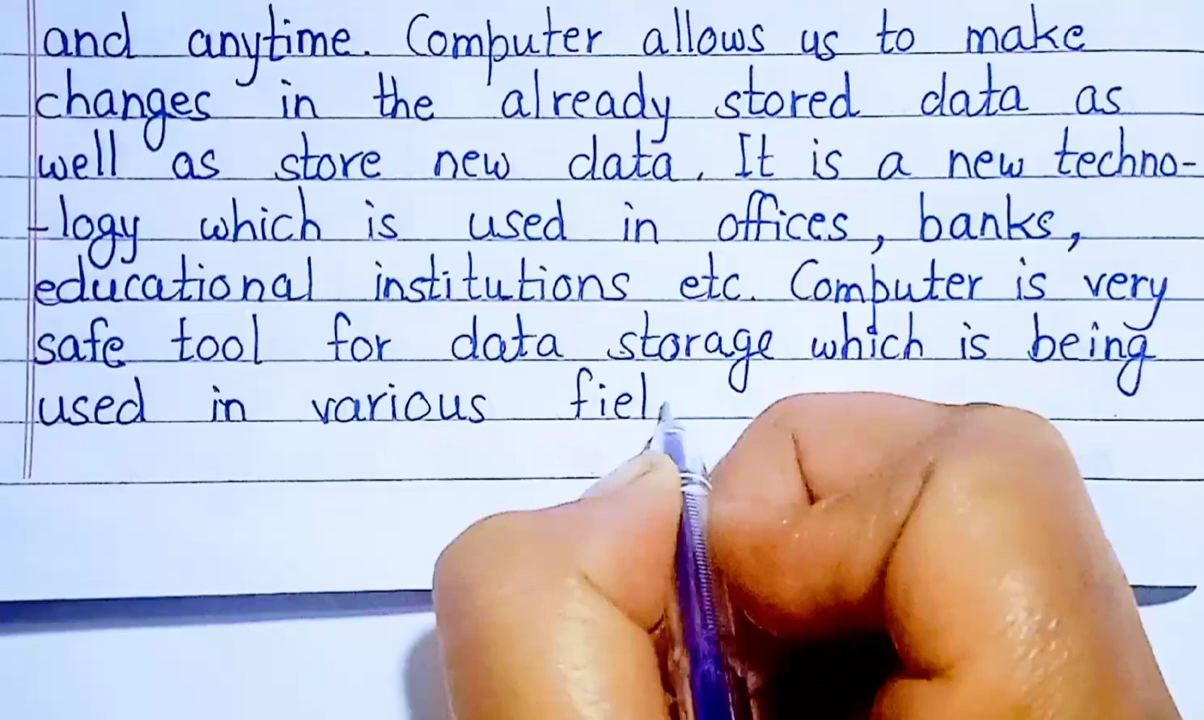 and anytime. Computer allows us to make
changes in the already stored data as
well as store new data. It is a new techno-
-logy which is used in offices, banks,
educational institutions etc. Computer is very
safe tool for data storage which is being
used in various fiel